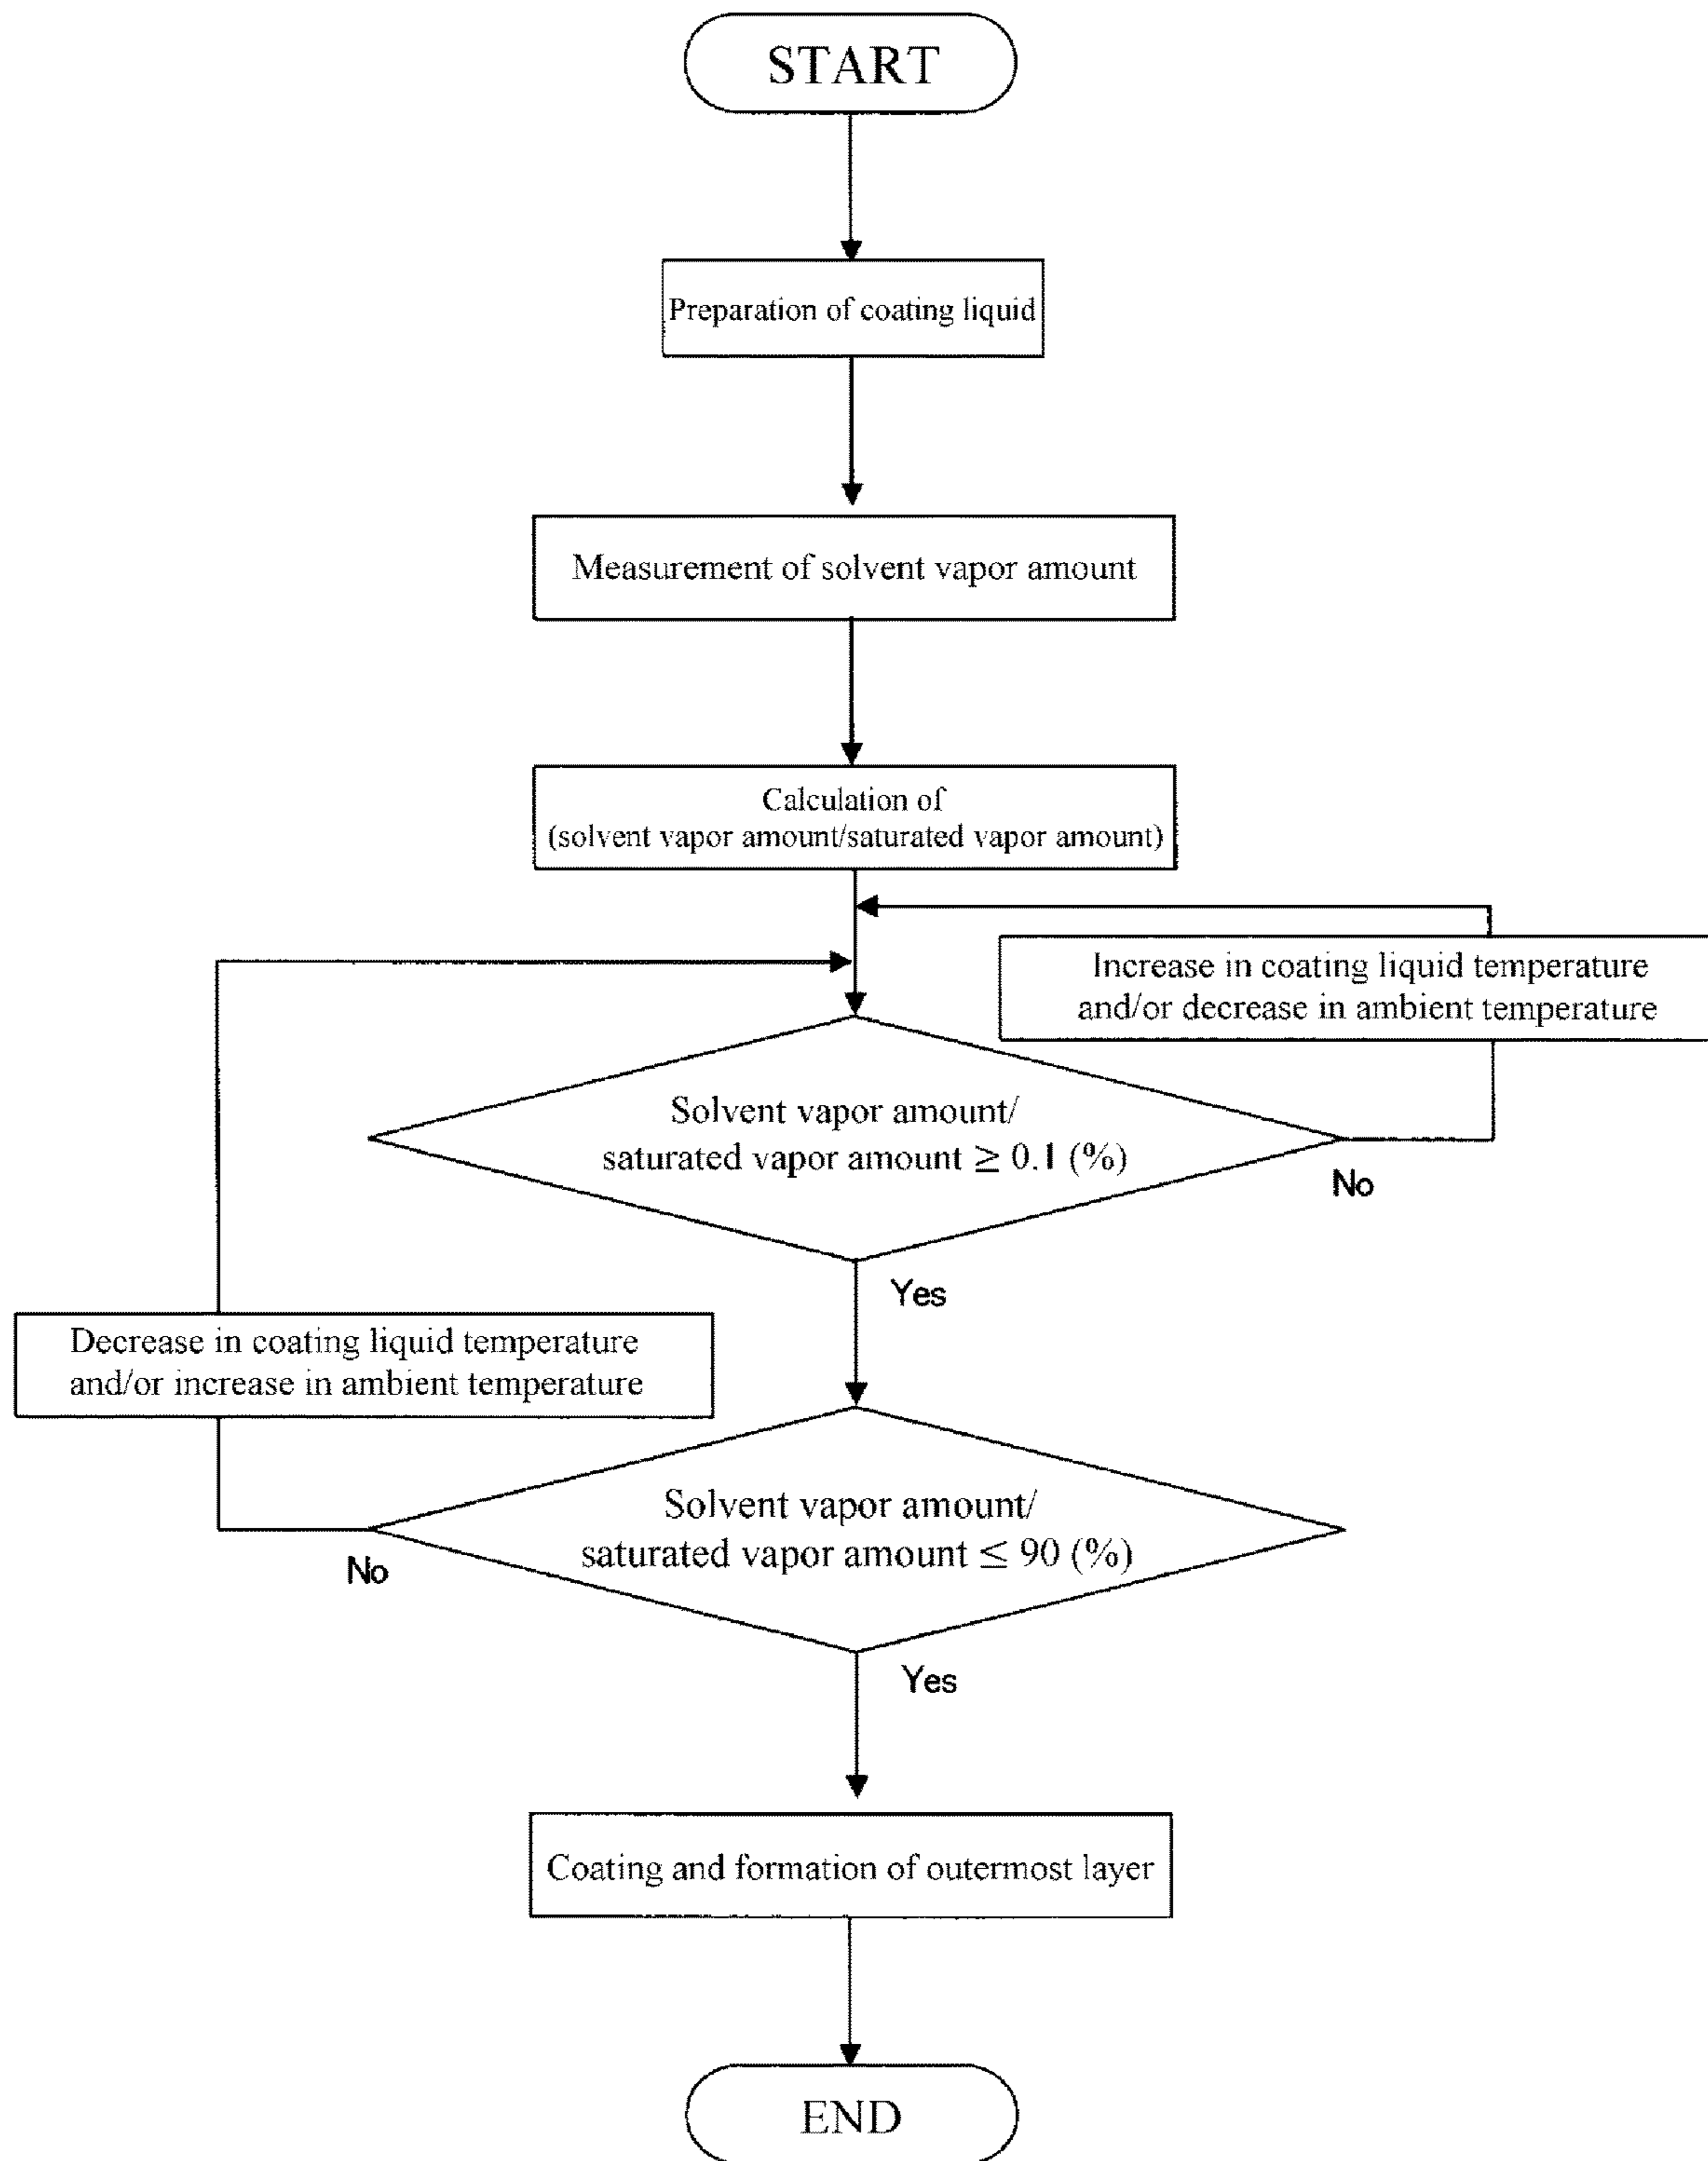 START
Preparation of coating liquid
Measurement of solvent vapor amount
Calculation of
(solvent vapor amount/saturated vapor amount)
Increase in coating liquid temperature
and/or decrease in ambient temperature
Solvent vapor amount/
saturated vapor amount ≥ 0.1 (%)
No
Yes
Decrease in coating liquid temperature
and/or increase in ambient temperature
Solvent vapor amount/
saturated vapor amount ≤ 90 (%)
No
Yes
Coating and formation of outermost layer
END